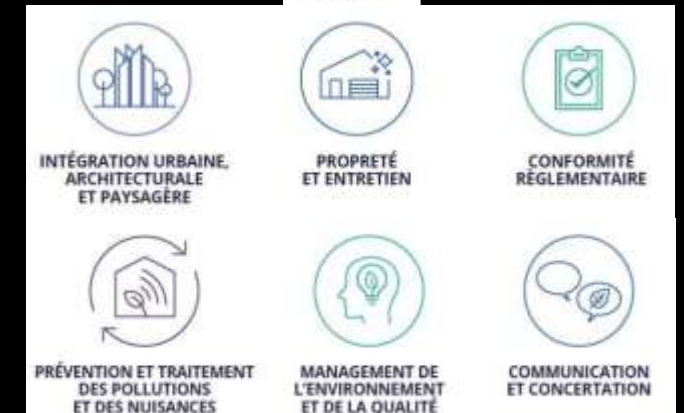 INTÉGRATION URBAINE,
ARCHITECTURALE
ET PAYSAGÈRE
PROPRETÉ
ET ENTRETIEN
CONFORMITÉ
RÈGLEMENTAIRE
PRÉVENTION ET TRAITEMENT
DES POLLUTIONS
ET DES NUISANCES
MANAGEMENT DE
L'ENVIRONNEMENT
ET DE LA QUALITÉ
COMMUNICATION
ET CONCERTATION